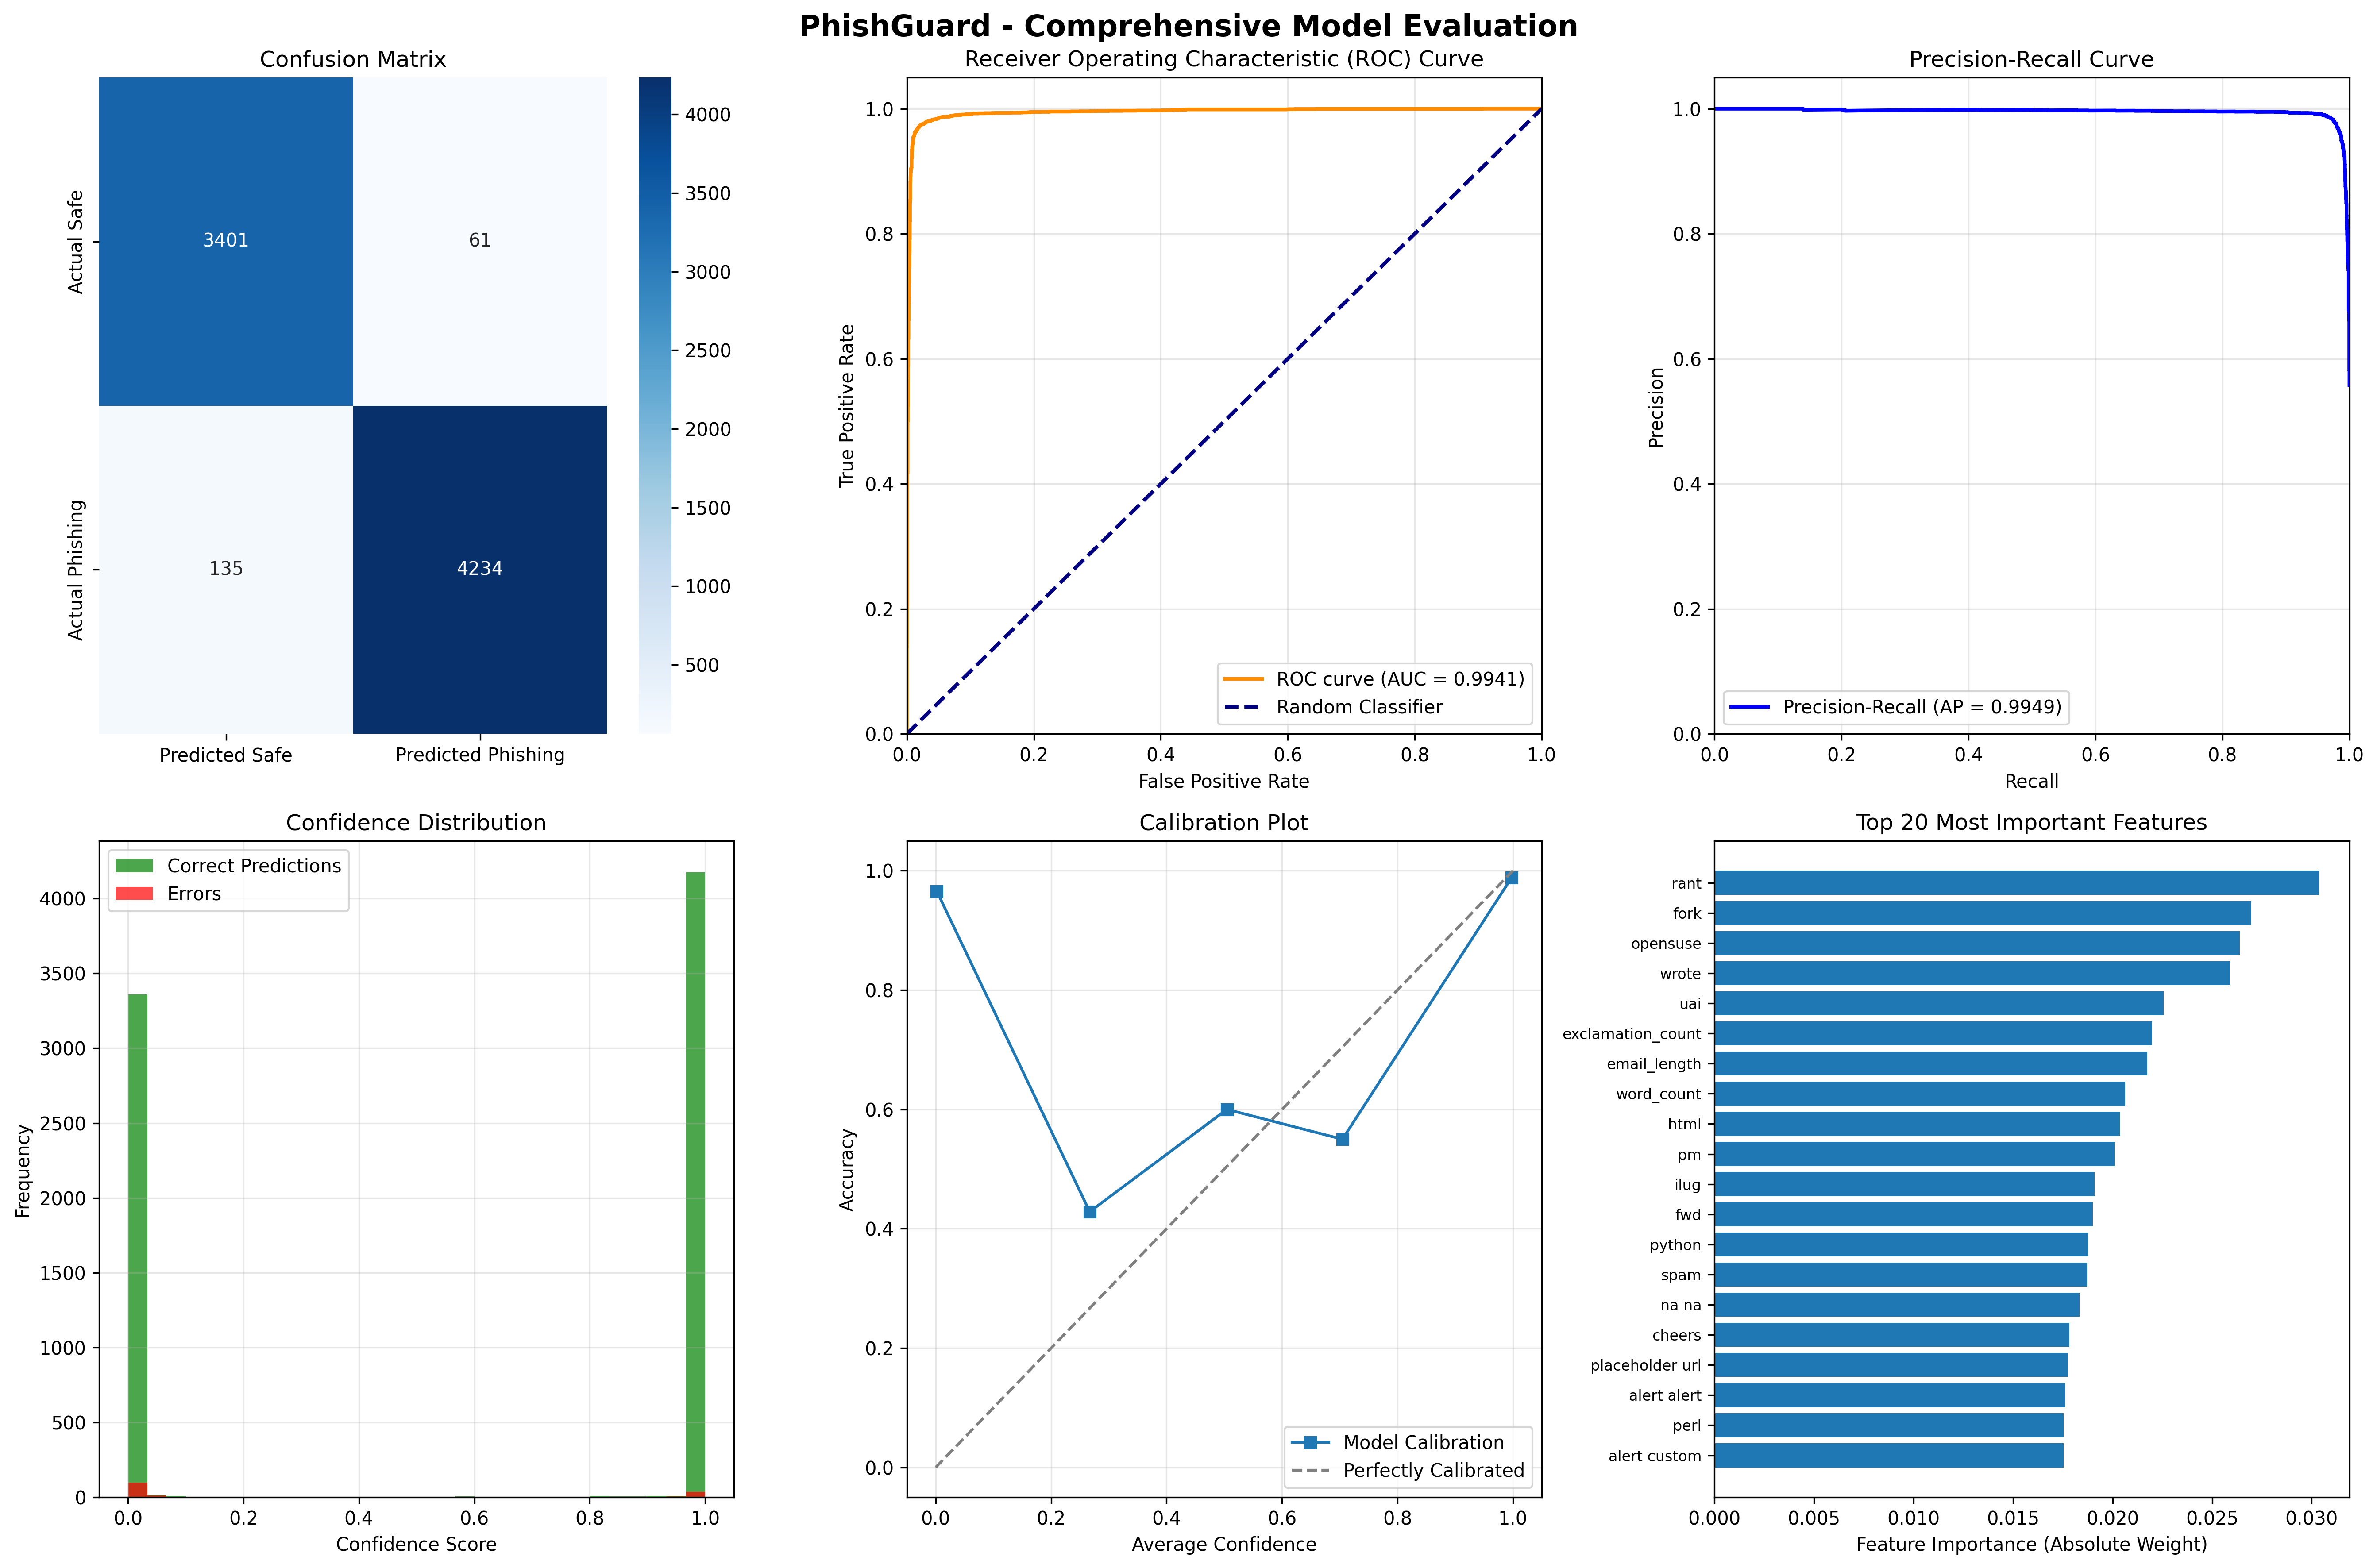 PhishGuard - Comprehensive Model Evaluation
Confusion Matrix
Actual Safe
Actual Phishing
3401
61
135
4234
Predicted Safe
Predicted Phishing
4000
3500
3000
2500
2000
1500
1000
500
Receiver Operating Characteristic (ROC) Curve
True Positive Rate
1.0
0.8
0.6
0.4
0.2
0.0
0.0 0.2 0.4 0.6 0.8 1.0
False Positive Rate
ROC curve (AUC = 0.9941)
Random Classifier
Precision-Recall Curve
Precision
1.0
0.8
0.6
0.4
0.2
0.0
0.0 0.2 0.4 0.6 0.8 1.0
Recall
Precision-Recall (AP = 0.9949)
Confidence Distribution
Correct Predictions
Errors
Frequency
4000
3500
3000
2500
2000
1500
1000
500
0
0.0 0.2 0.4 0.6 0.8 1.0
Confidence Score
Calibration Plot
Accuracy
1.0
0.8
0.6
0.4
0.2
0.0
0.0 0.2 0.4 0.6 0.8 1.0
Average Confidence
Model Calibration
Perfectly Calibrated
Top 20 Most Important Features
rant
fork
opensuse
wrote
uai
exclamation_count
email_length
word_count
html
pm
ilug
fwd
python
spam
na na
cheers
placeholder url
alert alert
perl
alert custom
0.000 0.005 0.010 0.015 0.020 0.025 0.030
Feature Importance (Absolute Weight)